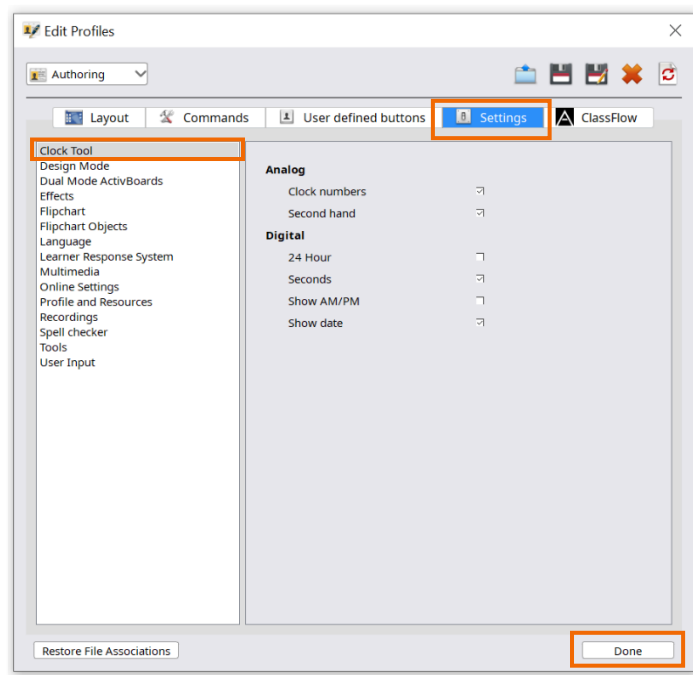 Edit Profiles
Authoring
Layout
Commands
User defined buttons
Settings
ClassFlow
Clock Tool
Design Mode
Dual Mode ActivBoards
Effects
Flipchart
Flipchart Objects
Language
Learner Response System
Multimedia
Online Settings
Profile and Resources
Recordings
Spell checker
Tools
User Input
Analog
Clock numbers
Second hand
Digital
24 Hour
Seconds
Show AM/PM
Show date
Restore File Associations
Done